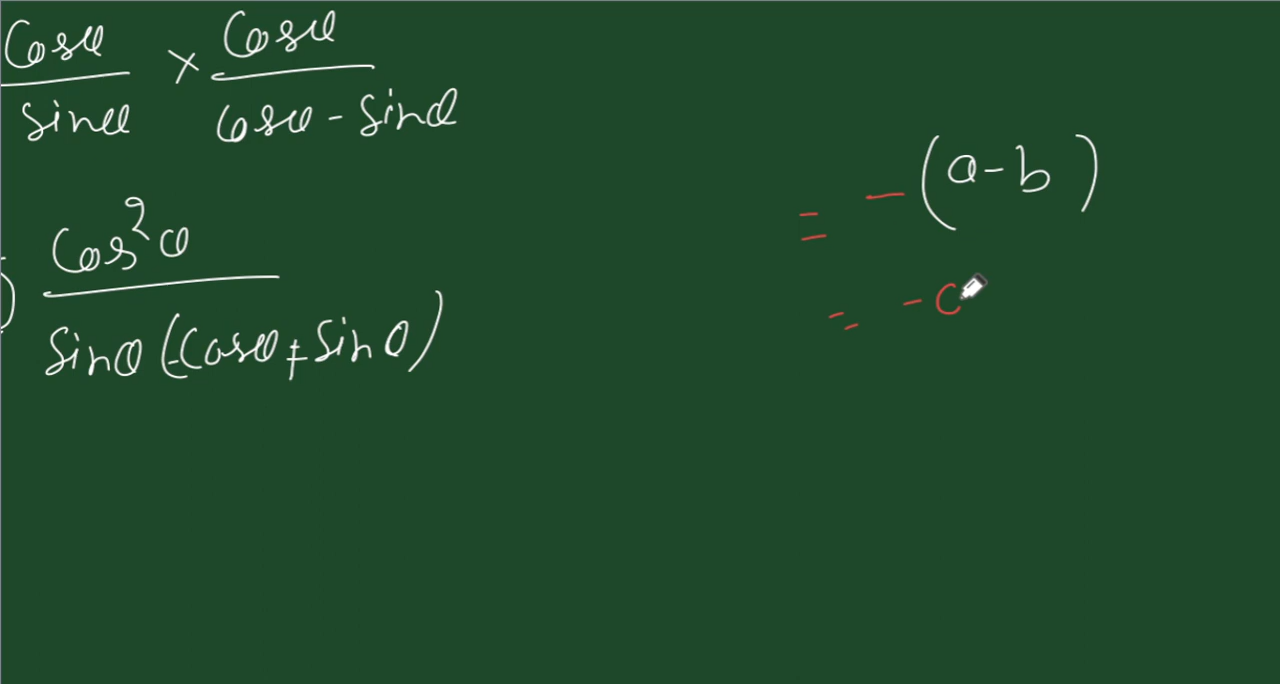 Cosθ / sinθ × Cosθ / cosθ - sinθ
) Cos²θ / sinθ (-Cosθ + sinθ)
= - (a - b)
= - a